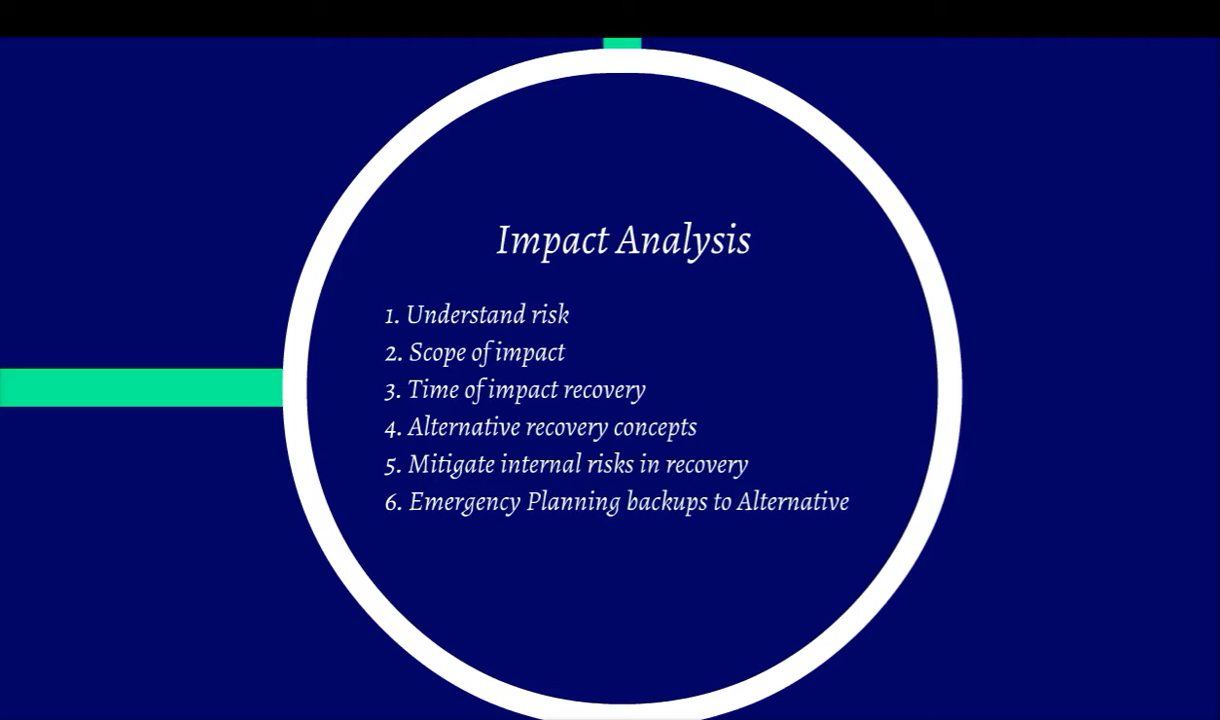 Impact Analysis
1. Understand risk
2. Scope of impact
3. Time of impact recovery
4. Alternative recovery concepts
5. Mitigate internal risks in recovery
6. Emergency Planning backups to Alternative